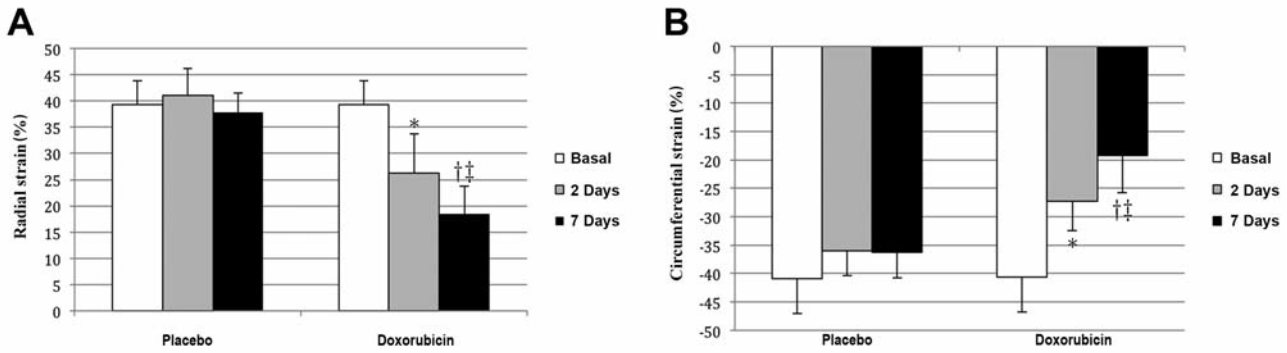 A
Radial strain (%)
50
45
40
35
30
25
20
15
10
5
0
*
†‡
Placebo
Doxorubicin
Basal
2 Days
7 Days
B
Circumferential strain (%)
0
-5
-10
-15
-20
-25
-30
-35
-40
-45
-50
*
†‡
Placebo
Doxorubicin
Basal
2 Days
7 Days